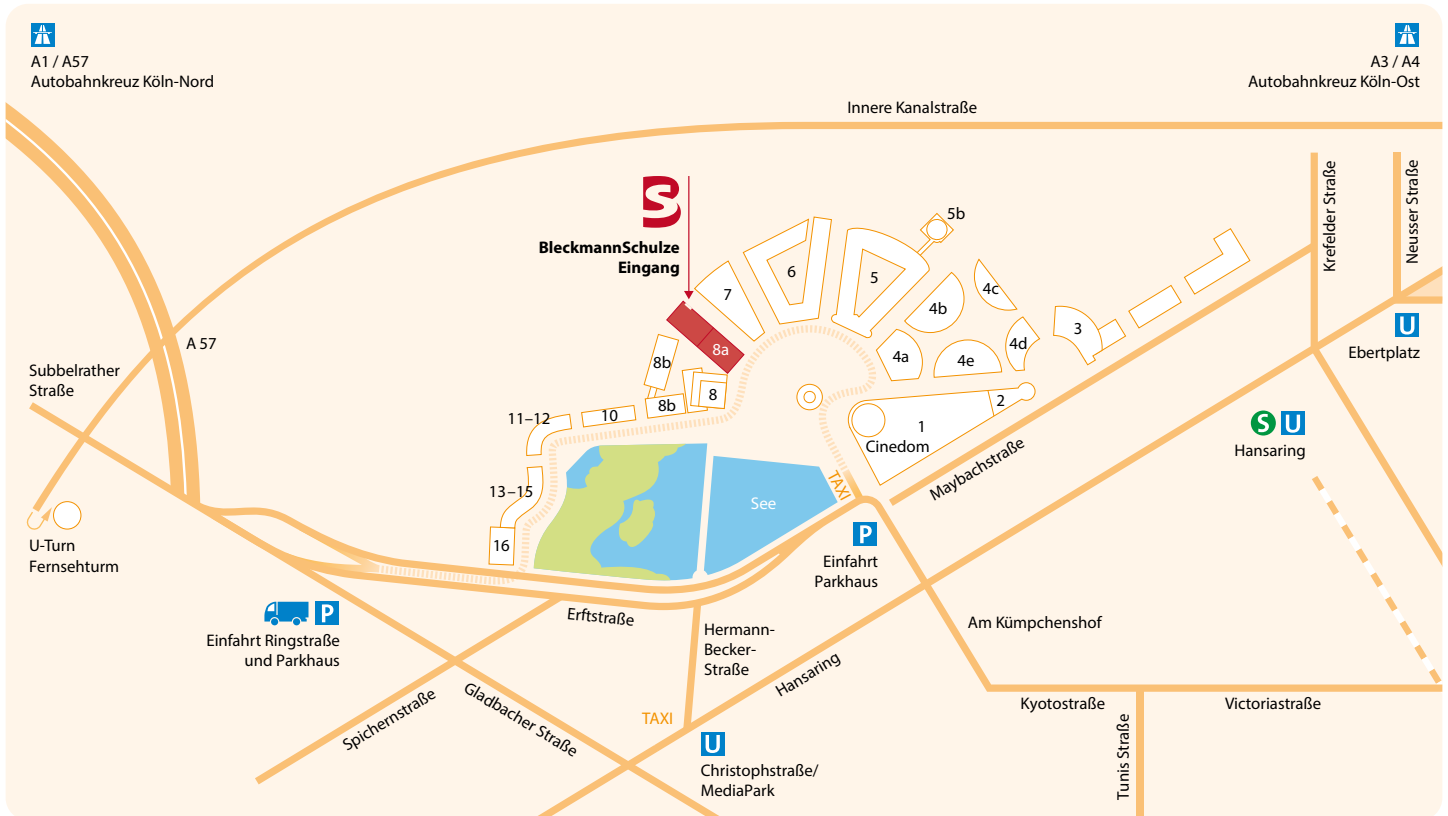 A1 / A57
Autobahnkreuz Köln-Nord
A3 / A4
Autobahnkreuz Köln-Ost
Innere Kanalstraße
Krefelder Straße
Neusser Straße
S
BleckmannSchulze
Eingang
5b
6
5
7
4c
4b
3
4d
4a
4e
8a
8b
8
8b
10
11–12
2
1
Cinedom
A 57
Subbelrather
Straße
U
Ebertplatz
S U
Hansaring
Maybachstraße
13–15
16
See
TAXI
P
Einfahrt
Parkhaus
U-Turn
Fernsehturm
P
Einfahrt Ringstraße
und Parkhaus
Erftstraße
Hermann-
Becker-
Straße
Am Kümpchenshof
Hansaring
Spichernstraße
Gladbacher Straße
TAXI
U
Christophstraße/
MediaPark
Kyotostraße
Victoriastraße
Tunis Straße